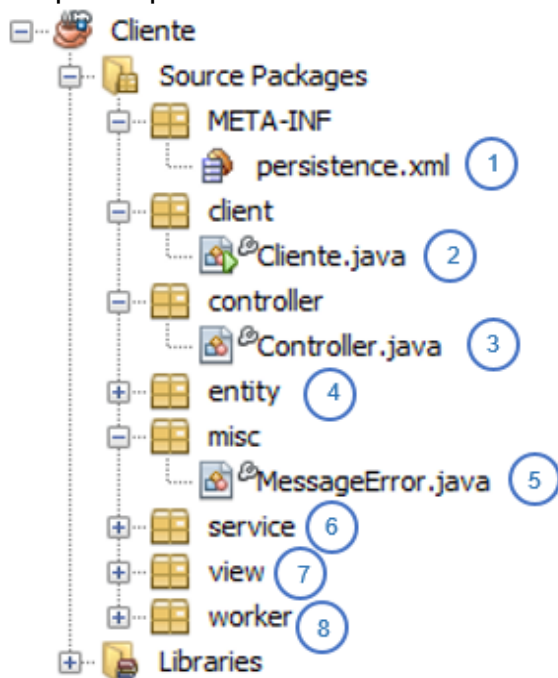 Cliente
Source Packages
META-INF
persistence.xml 1
client
Cliente.java 2
controller
Controller.java 3
entity 4
misc
MessageError.java 5
service 6
view 7
worker 8
Libraries